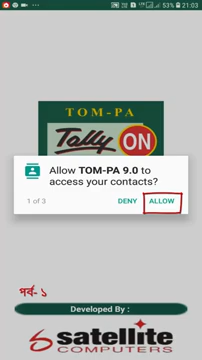 53% 21:03
TOM-PA
Tally ON
Allow TOM-PA 9.0 to
access your contacts?
1 of 3
DENY
ALLOW
পর্ব- ১
Developed By :
satellite
COMPUTERS